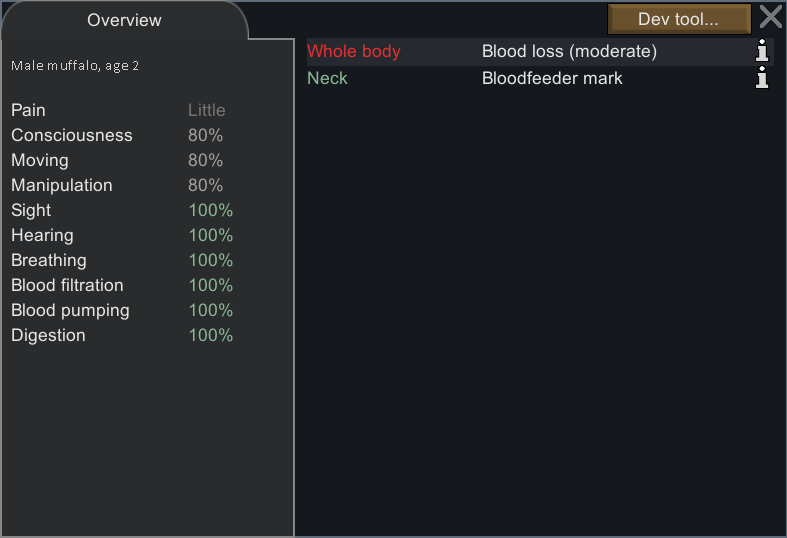 Overview
Dev tool...
Male muffalo, age 2
Pain Little
Consciousness 80%
Moving 80%
Manipulation 80%
Sight 100%
Hearing 100%
Breathing 100%
Blood filtration 100%
Blood pumping 100%
Digestion 100%
Whole body Blood loss (moderate)
Neck Bloodfeeder mark